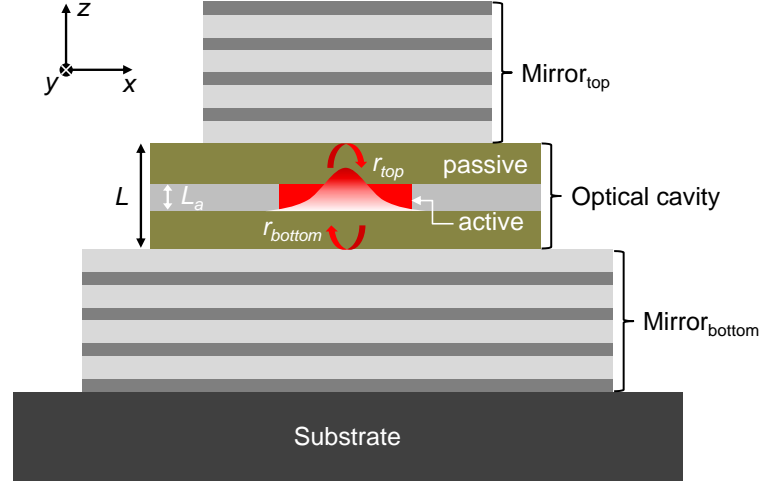 z
y
x
Mirror_top
r_top
passive
L
L_a
Optical cavity
r_bottom
active
Mirror_bottom
Substrate